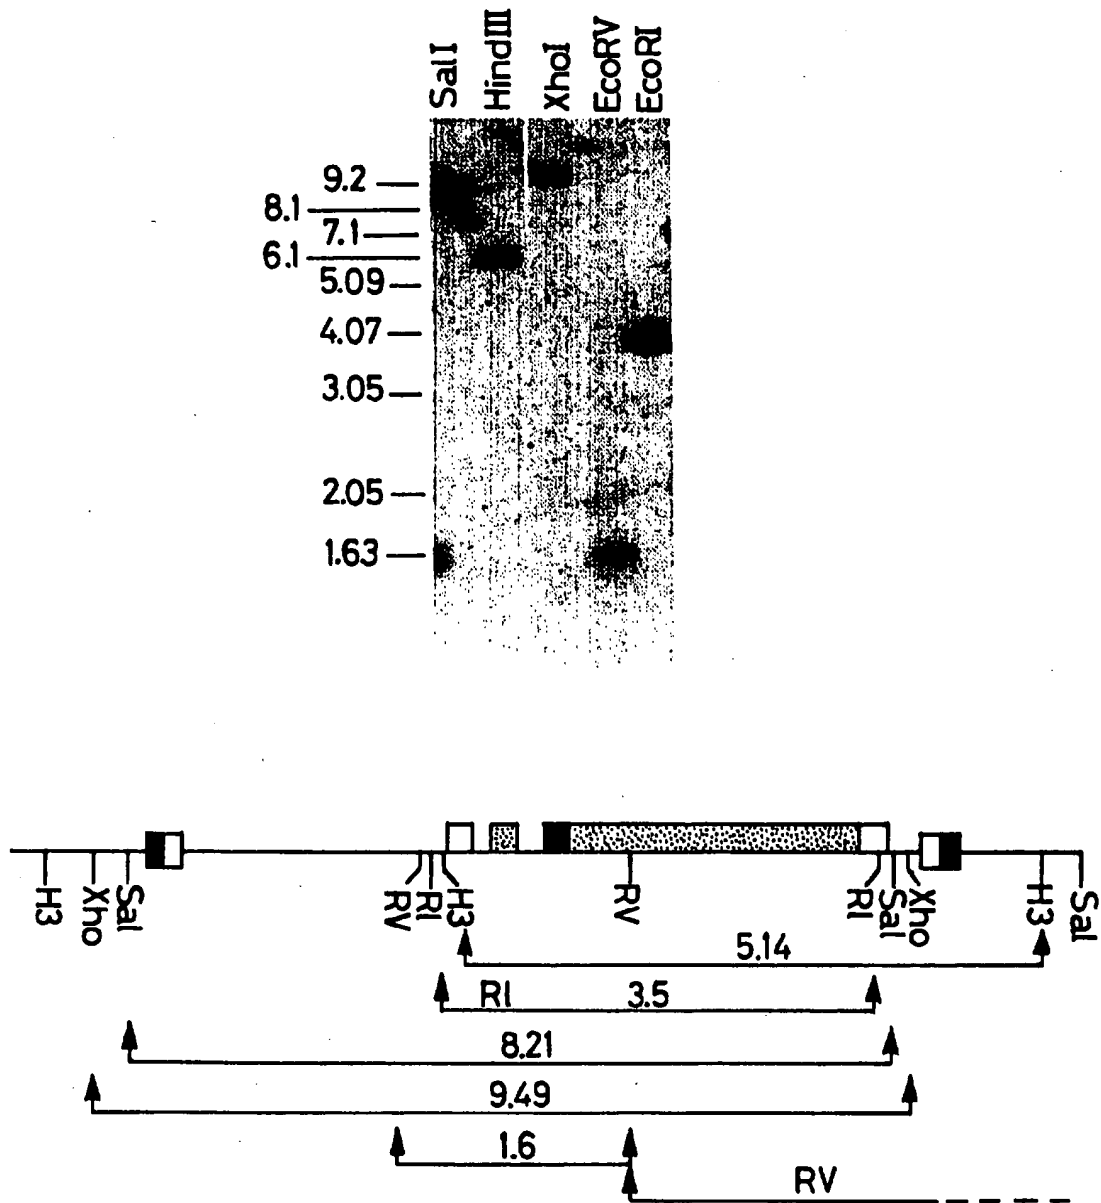 SalI
HindIII
XhoI
EcoRV
EcoRI
9.2
8.1
7.1
6.1
5.09
4.07
3.05
2.05
1.63
H3
Xho
Sal
RV
RI
H3
RV
RI
Sal
Xho
H3
Sal
5.14
RI 3.5
8.21
9.49
1.6
RV